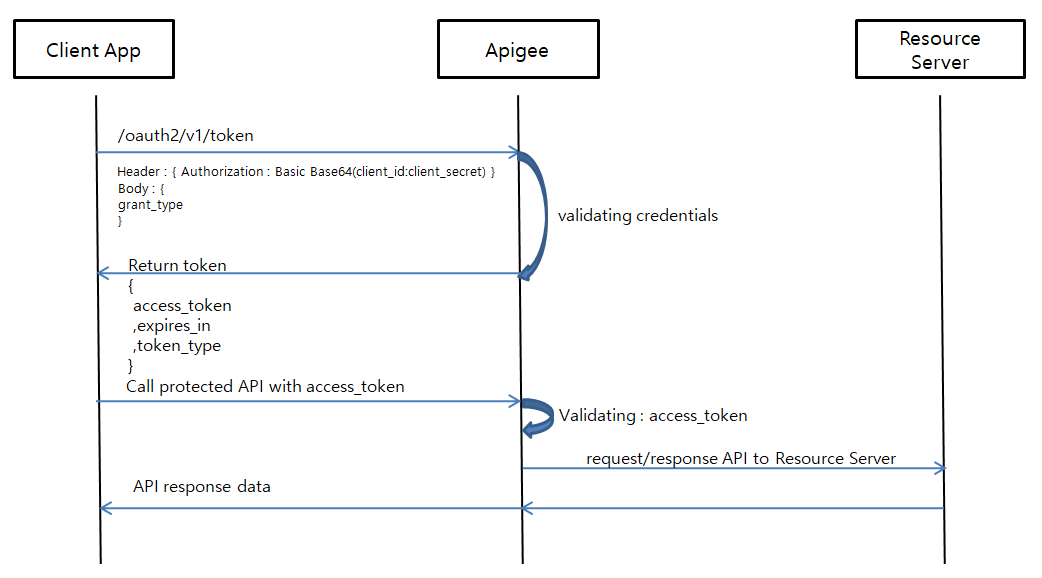 Client App
Apigee
Resource
Server
/oauth2/v1/token
Header : { Authorization : Basic Base64(client_id:client_secret) }
Body : {
grant_type
}
validating credentials
Return token
{
access_token
,expires_in
,token_type
}
Call protected API with access_token
Validating : access_token
request/response API to Resource Server
API response data